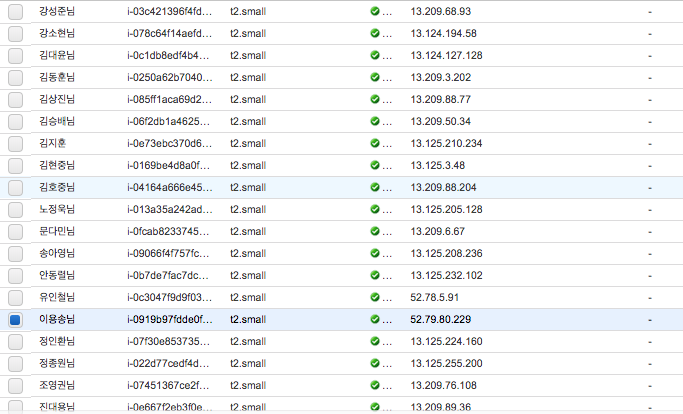 강성준님 i-03c421396f4fd… t2.small … 13.209.68.93 -
강소현님 i-078c64f14aefd… t2.small … 13.124.194.58 -
김대윤님 i-0c1db8edf4b4… t2.small … 13.124.127.128 -
김동훈님 i-0250a62b7040… t2.small … 13.209.3.202 -
김상진님 i-085ff1aca69d2… t2.small … 13.209.88.77 -
김승배님 i-06f2db1a4625… t2.small … 13.209.50.34 -
김지훈 i-0e73ebc370d6… t2.small … 13.125.210.234 -
김현중님 i-0169be4d8a0f… t2.small … 13.125.3.48 -
김호중님 i-04164a666e45… t2.small … 13.209.88.204 -
노정욱님 i-013a35a242ad… t2.small … 13.125.205.128 -
문다민님 i-0fcab8233745… t2.small … 13.209.6.67 -
송아영님 i-09066f4f757fc… t2.small … 13.125.208.236 -
안동렬님 i-0b7de7fac7dc… t2.small … 13.125.232.102 -
유인철님 i-0c3047f9d9f03… t2.small … 52.78.5.91 -
이용송님 i-0919b97fdde0f… t2.small … 52.79.80.229 -
정인환님 i-07f30e853735… t2.small … 13.125.224.160 -
정종원님 i-022d77cedf4d… t2.small … 13.125.255.200 -
조영권님 i-07451367ce2f… t2.small … 13.209.76.108 -
진대용님 i-0e667f2eb3f0e… t2.small … 13.209.89.36 -